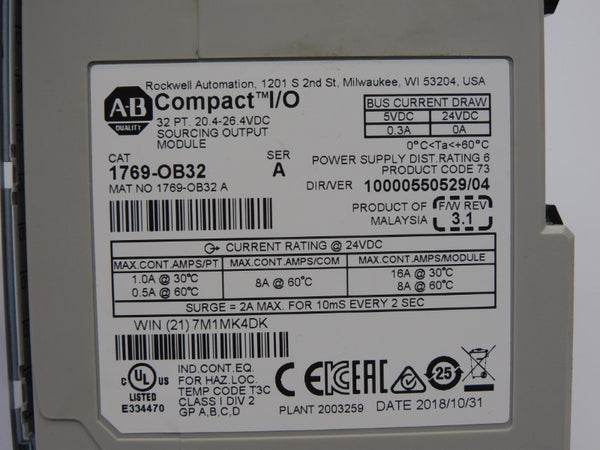 Rockwell Automation, 1201 S 2nd St, Milwaukee, WI 53204, USA
A-B
QUALITY
Compact™I/O
32 PT. 20.4-26.4VDC
SOURCING OUTPUT
MODULE
BUS CURRENT DRAW
5VDC 24VDC
0.3A 0A
0°C<Ta<+60°C
POWER SUPPLY DIST.RATING 6
PRODUCT CODE 73
CAT
1769-OB32
SER
A
MAT NO 1769-OB32 A
DIR/VER 10000550529/04
PRODUCT OF
MALAYSIA
F/W REV
3.1
CURRENT RATING @ 24VDC
MAX.CONT.AMPS/PT MAX.CONT.AMPS/COM MAX.CONT.AMPS/MODULE
1.0A @ 30°C
0.5A @ 60°C
8A @ 60°C
16A @ 30°C
8A @ 60°C
SURGE = 2A MAX. FOR 10mS EVERY 2 SEC
WIN (21) 7M1MK4DK
C UL US
LISTED
E334470
IND.CONT.EQ.
FOR HAZ.LOC.
TEMP CODE T3C
CLASS I DIV 2
GP A,B,C,D
CE
EAC
25
PLANT 2003259
DATE 2018/10/31